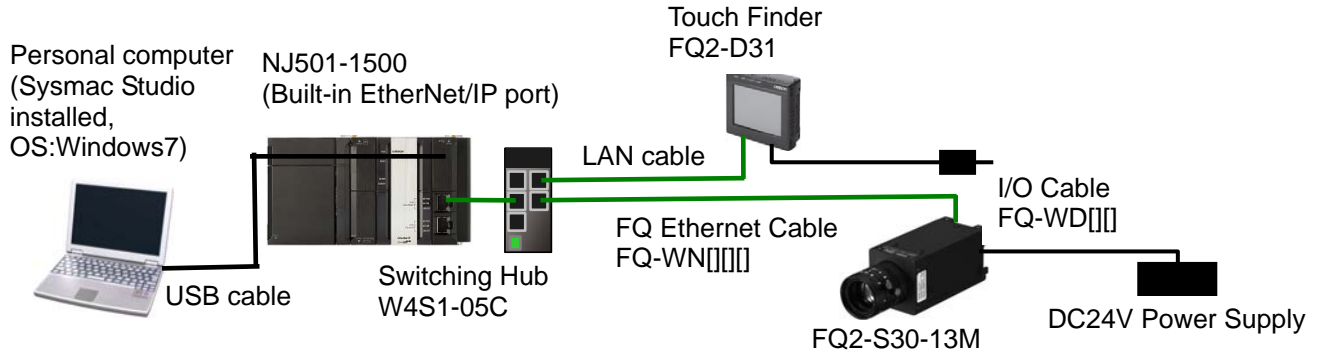 Touch Finder
FQ2-D31
Personal computer
(Sysmac Studio
installed,
OS:Windows7)
NJ501-1500
(Built-in EtherNet/IP port)
LAN cable
I/O Cable
FQ-WD[][]
FQ Ethernet Cable
FQ-WN[][][]
Switching Hub
W4S1-05C
USB cable
DC24V Power Supply
FQ2-S30-13M